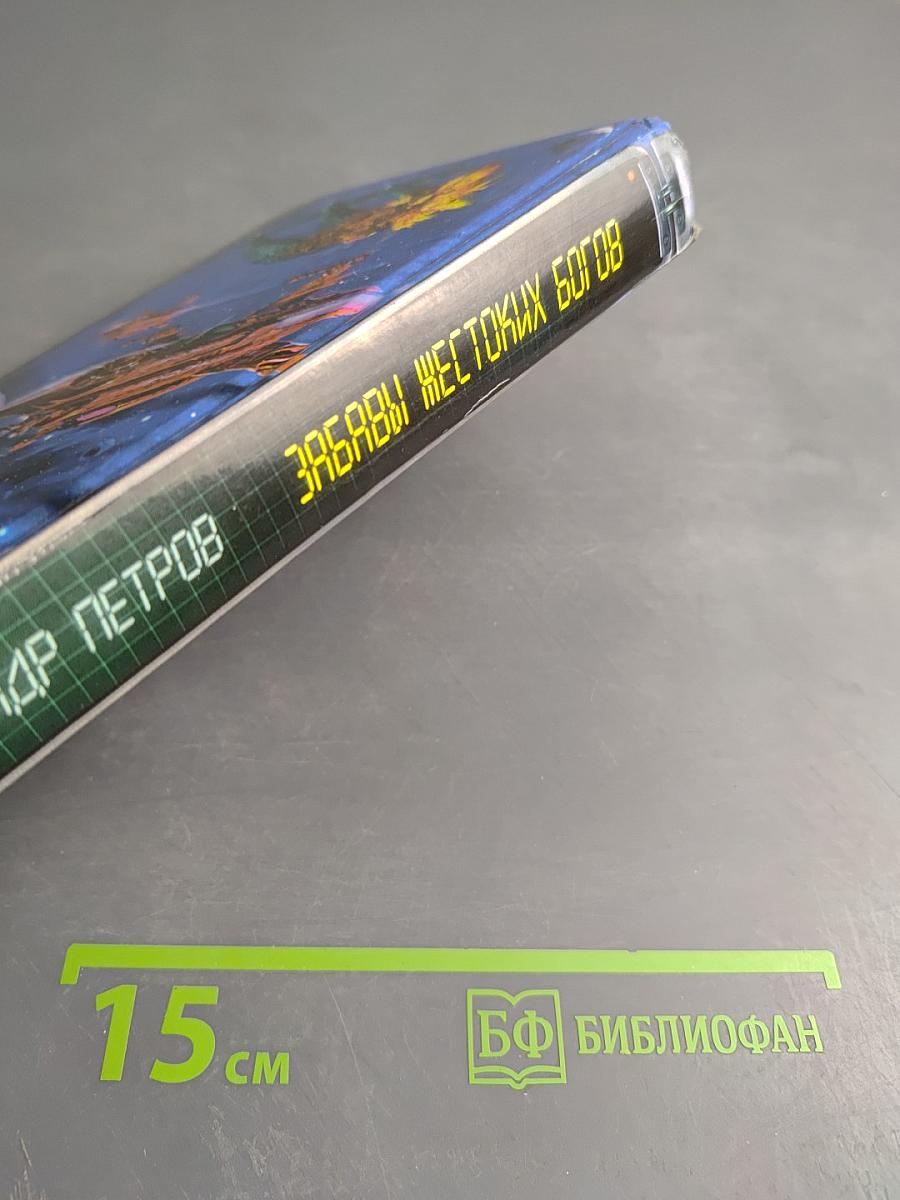 ДР ПЕТРОВ ЗАБАВЫ ЖЕСТОКИХ БОГОВ
15 см
БФ БИБЛИОФАН